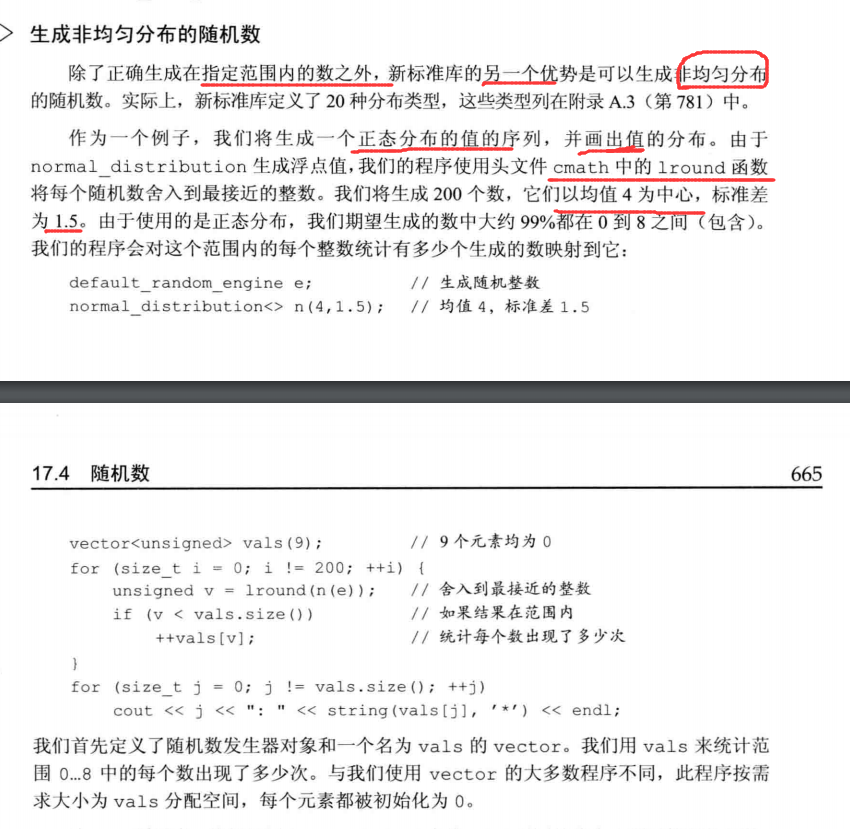 生成非均匀分布的随机数
除了正确生成在指定范围内的数之外，新标准库的另一个优势是可以生成非均匀分布
的随机数。实际上，新标准库定义了 20 种分布类型，这些类型列在附录 A.3（第 781）中。
作为一个例子，我们将生成一个正态分布的值的序列，并画出值的分布。由于
normal_distribution 生成浮点值，我们的程序使用头文件 cmath 中的 lround 函数
将每个随机数舍入到最接近的整数。我们将生成 200 个数，它们以均值 4 为中心，标准差
为 1.5。由于使用的是正态分布，我们期望生成的数中大约 99%都在 0 到 8 之间（包含）。
我们的程序会对这个范围内的每个整数统计有多少个生成的数映射到它：
default_random_engine e; // 生成随机整数
normal_distribution<> n(4,1.5); // 均值 4，标准差 1.5
17.4 随机数 665
vector<unsigned> vals(9); // 9 个元素均为 0
for (size_t i = 0; i != 200; ++i) {
unsigned v = lround(n(e)); // 舍入到最接近的整数
if (v < vals.size()) // 如果结果在范围内
++vals[v]; // 统计每个数出现了多少次
}
for (size_t j = 0; j != vals.size(); ++j)
cout << j << ": " << string(vals[j], '*') << endl;
我们首先定义了随机数发生器对象和一个名为 vals 的 vector。我们用 vals 来统计范
围 0…8 中的每个数出现了多少次。与我们使用 vector 的大多数程序不同，此程序按需
求大小为 vals 分配空间，每个元素都被初始化为 0。